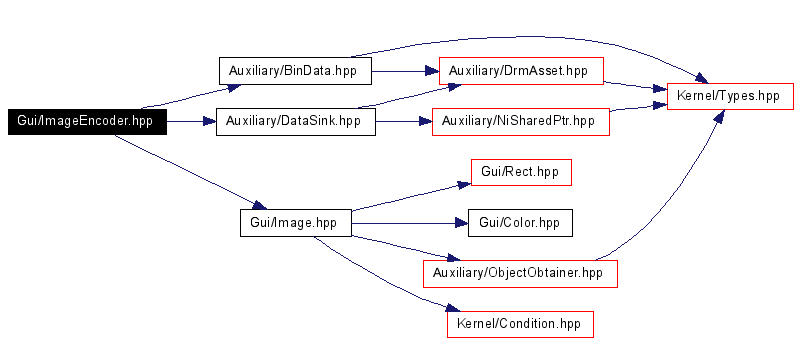 Auxiliary/BinData.hpp
Auxiliary/DrmAsset.hpp
Kernel/Types.hpp
Gui/ImageEncoder.hpp
Auxiliary/DataSink.hpp
Auxiliary/NiSharedPtr.hpp
Gui/Rect.hpp
Gui/Image.hpp
Gui/Color.hpp
Auxiliary/ObjectObtainer.hpp
Kernel/Condition.hpp